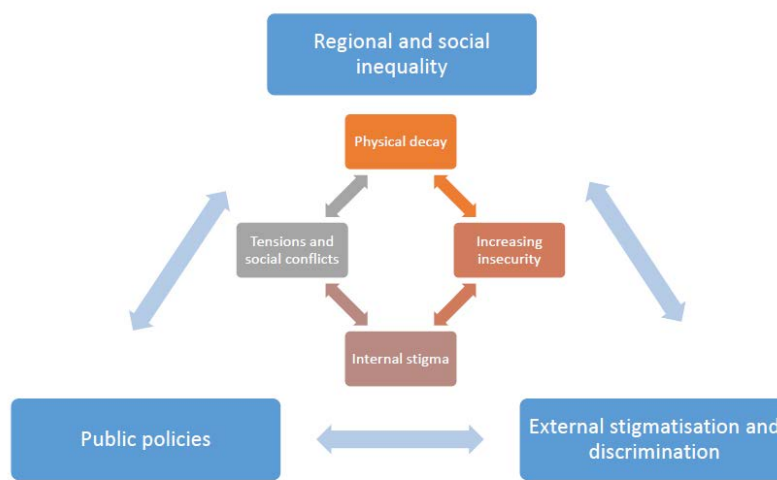 Regional and social
inequality
Physical decay
Tensions and
social conflicts
Increasing
insecurity
Internal stigma
Public policies
External stigmatisation and
discrimination